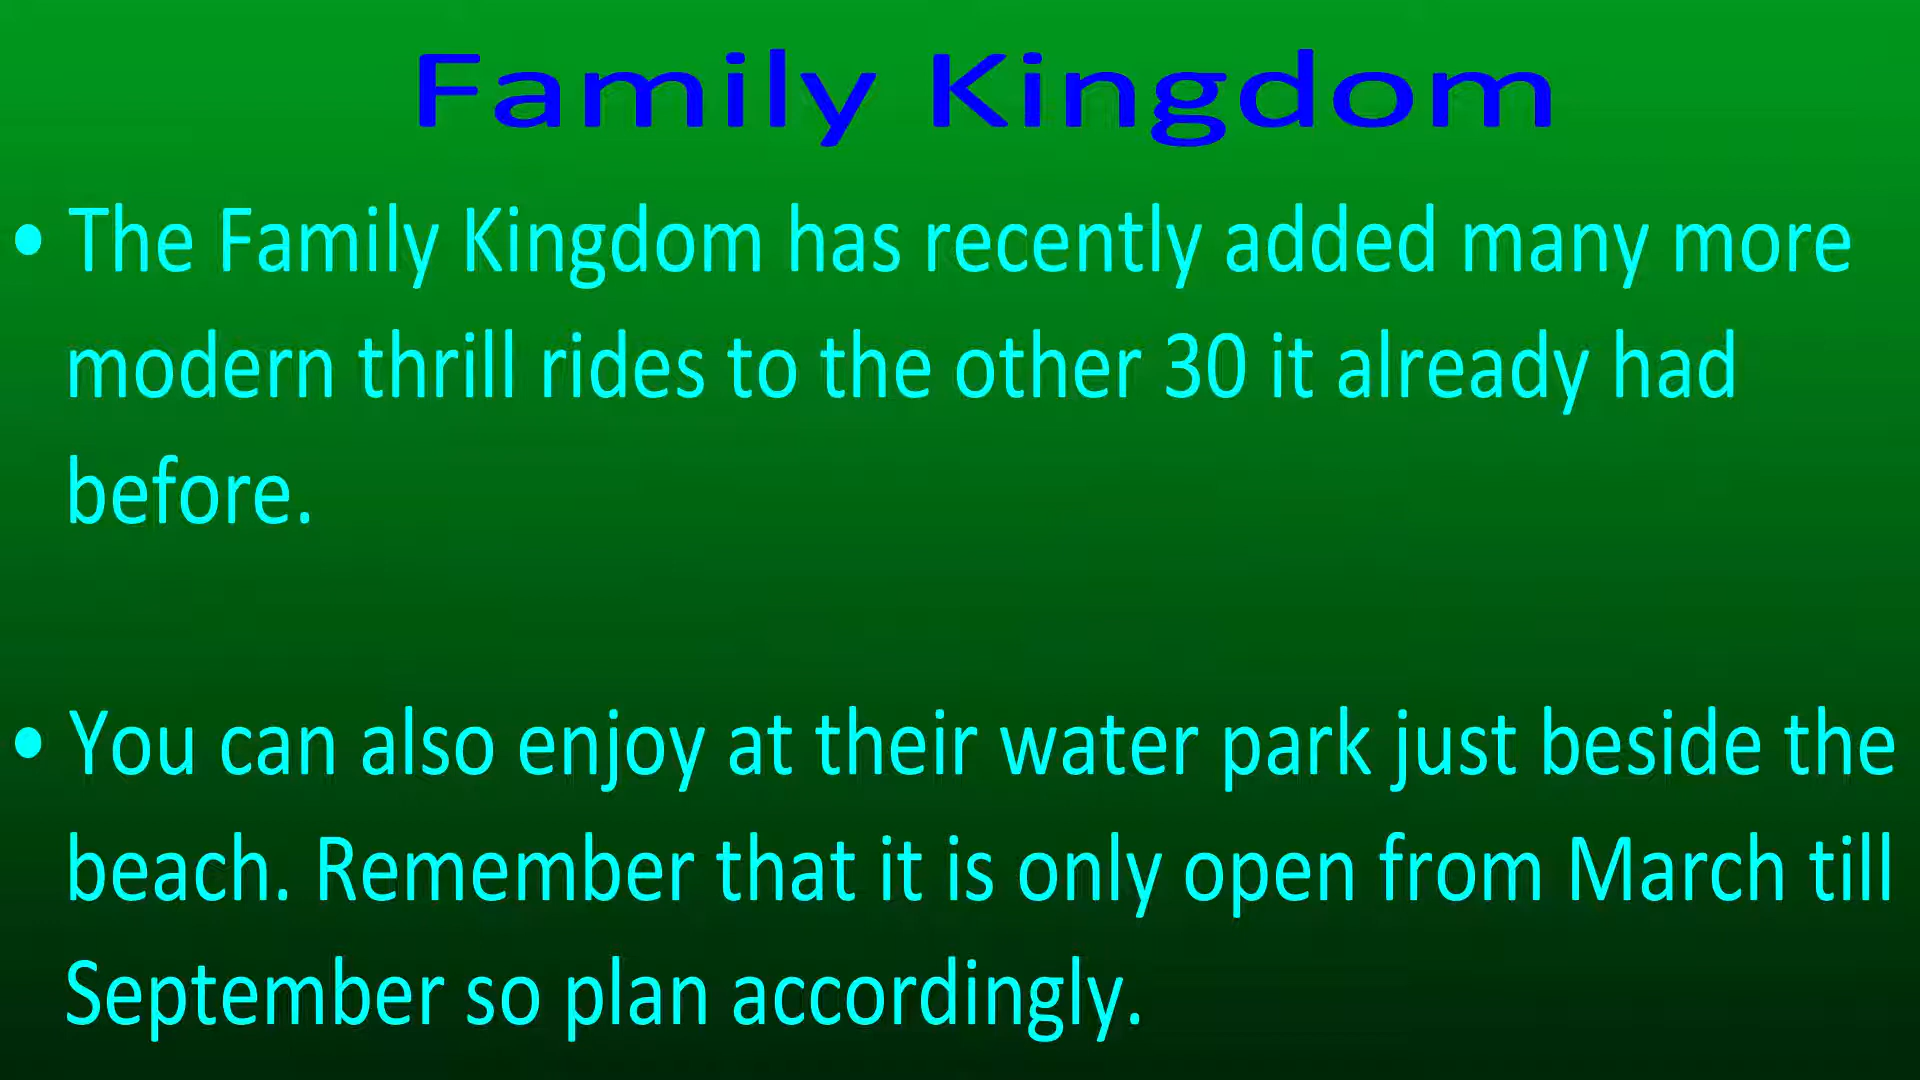 Family Kingdom
• The Family Kingdom has recently added many more
modern thrill rides to the other 30 it already had
before.
• You can also enjoy at their water park just beside the
beach. Remember that it is only open from March till
September so plan accordingly.